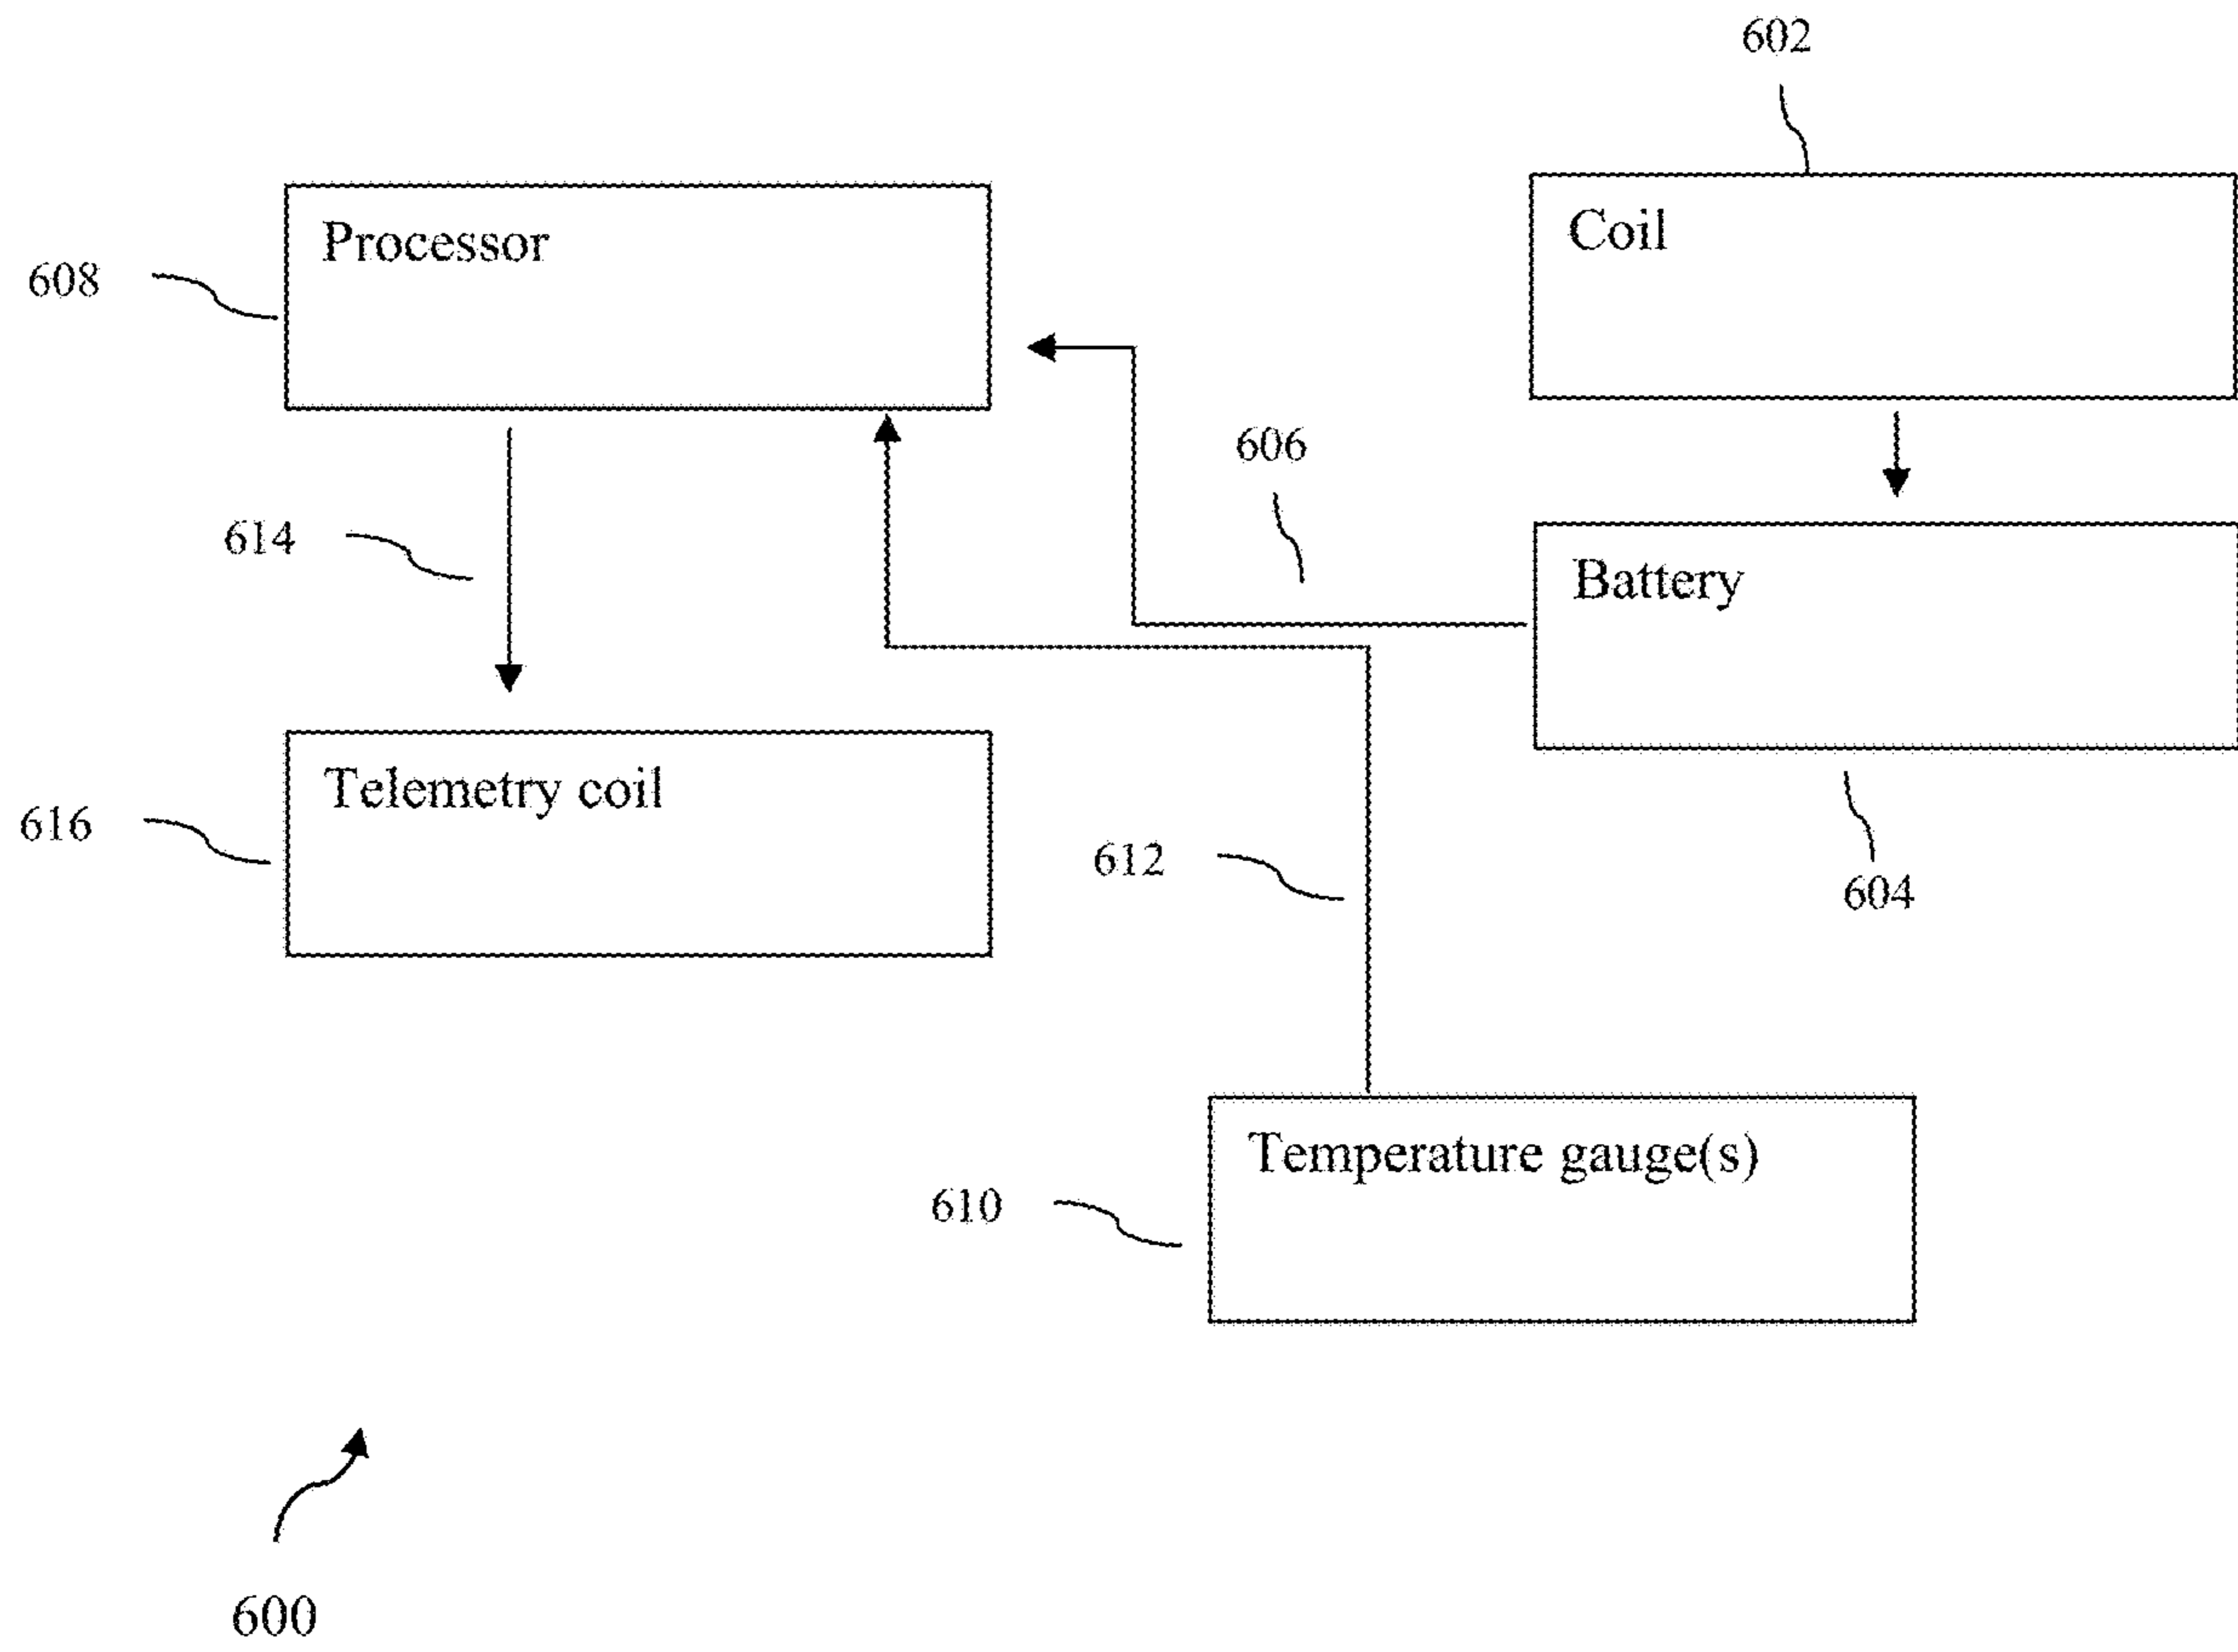 602
Processor
Coil
608
606
614
Battery
Telemetry coil
616
612
604
Temperature gauge(s)
610
600